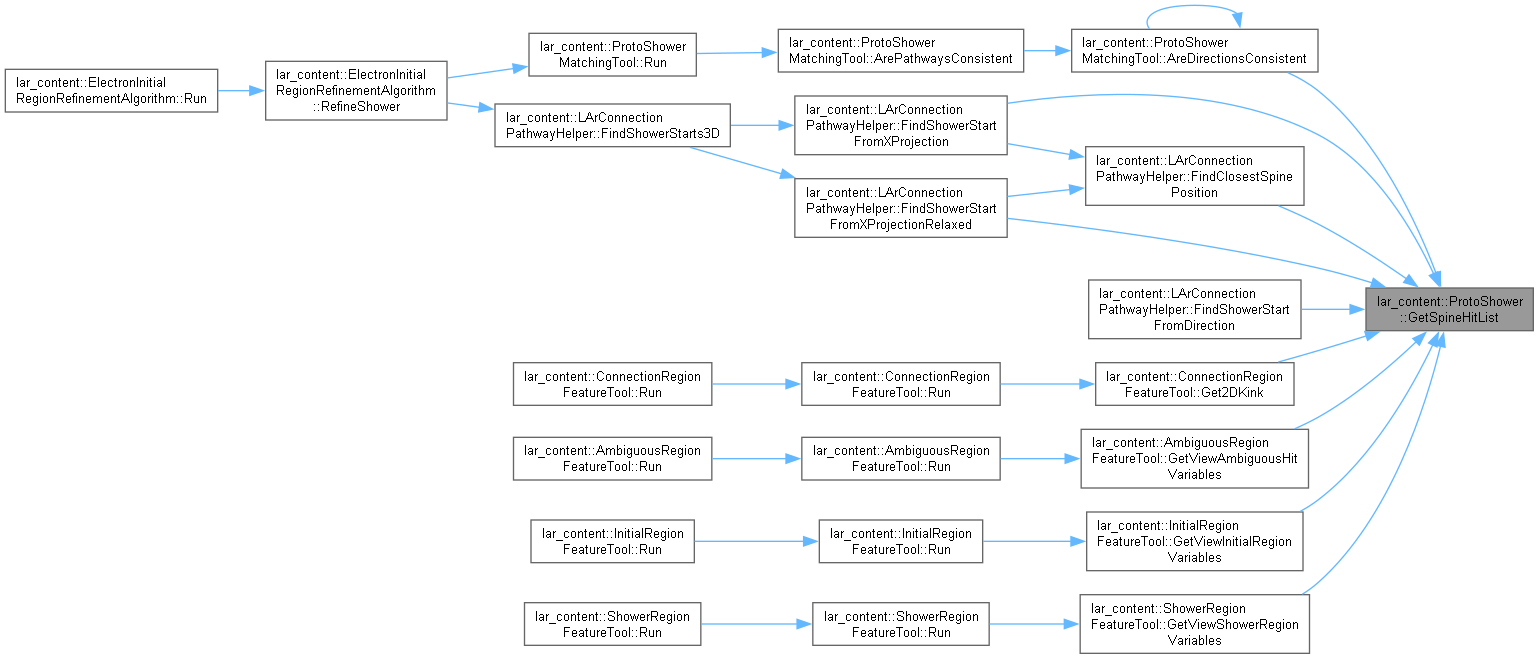 lar_content::ElectronInitial
RegionRefinementAlgorithm::Run
lar_content::ElectronInitial
RegionRefinementAlgorithm
::RefineShower
lar_content::ProtoShower
MatchingTool::Run
lar_content::LArConnection
PathwayHelper::FindShowerStarts3D
lar_content::ProtoShower
MatchingTool::ArePathwaysConsistent
lar_content::LArConnection
PathwayHelper::FindShowerStart
FromXProjection
lar_content::LArConnection
PathwayHelper::FindShowerStart
FromXProjectionRelaxed
lar_content::ProtoShower
MatchingTool::AreDirectionsConsistent
lar_content::LArConnection
PathwayHelper::FindClosestSpine
Position
lar_content::LArConnection
PathwayHelper::FindShowerStart
FromDirection
lar_content::ProtoShower
::GetSpineHitList
lar_content::ConnectionRegion
FeatureTool::Run
lar_content::ConnectionRegion
FeatureTool::Run
lar_content::ConnectionRegion
FeatureTool::Get2DKink
lar_content::AmbiguousRegion
FeatureTool::Run
lar_content::AmbiguousRegion
FeatureTool::Run
lar_content::AmbiguousRegion
FeatureTool::GetViewAmbiguousHit
Variables
lar_content::InitialRegion
FeatureTool::Run
lar_content::InitialRegion
FeatureTool::Run
lar_content::InitialRegion
FeatureTool::GetViewInitialRegion
Variables
lar_content::ShowerRegion
FeatureTool::Run
lar_content::ShowerRegion
FeatureTool::Run
lar_content::ShowerRegion
FeatureTool::GetViewShowerRegion
Variables